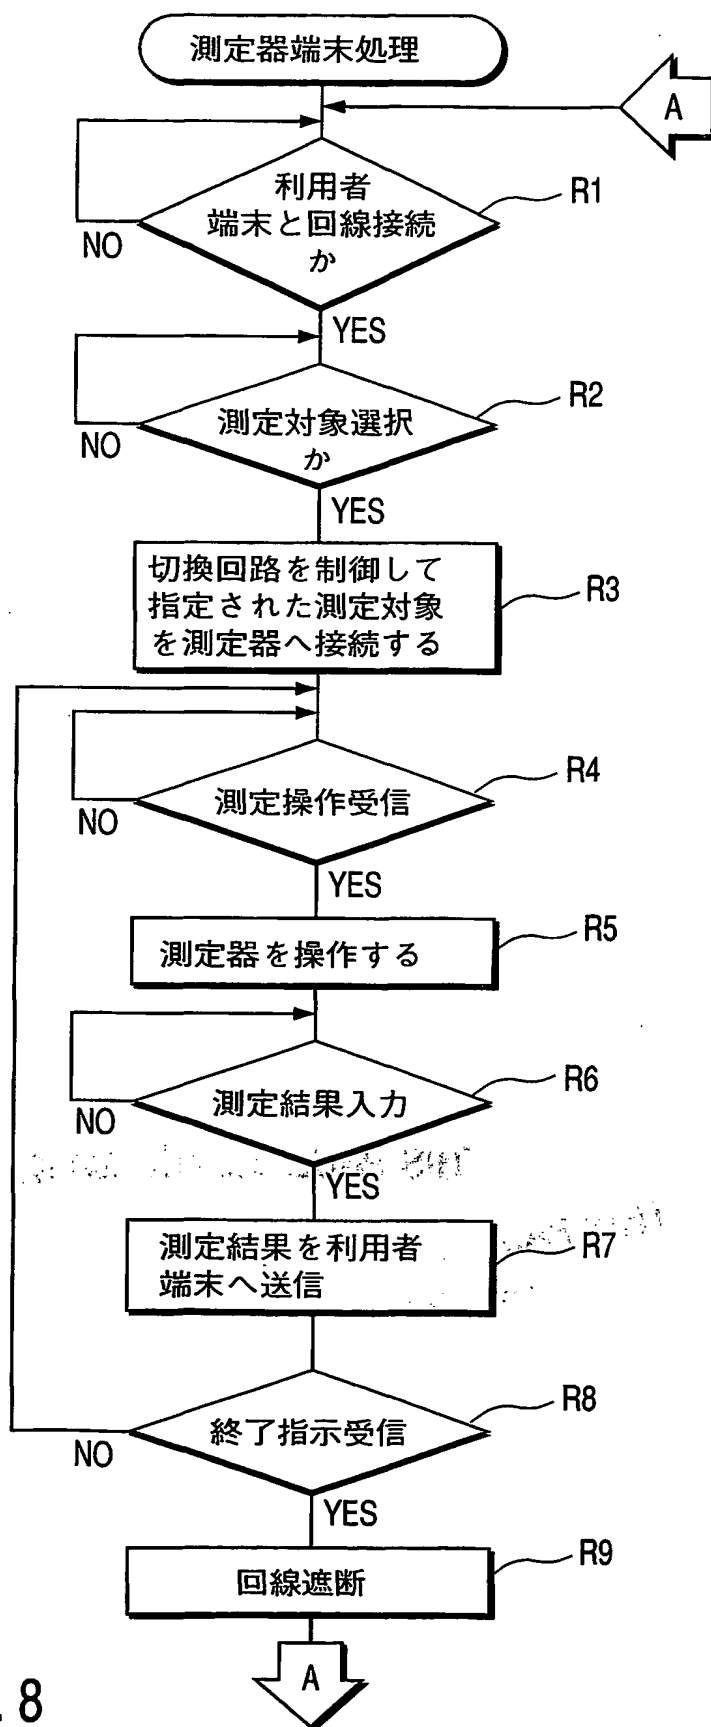 測定器端末処理
A
利用者
端末と回線接続
か
R1
NO
YES
測定対象選択
か
R2
NO
YES
切換回路を制御して
指定された測定対象
を測定器へ接続する
R3
測定操作受信
R4
NO
YES
測定器を操作する
R5
測定結果入力
R6
NO
YES
測定結果を利用者
端末へ送信
R7
終了指示受信
R8
NO
YES
回線遮断
R9
A
. 8